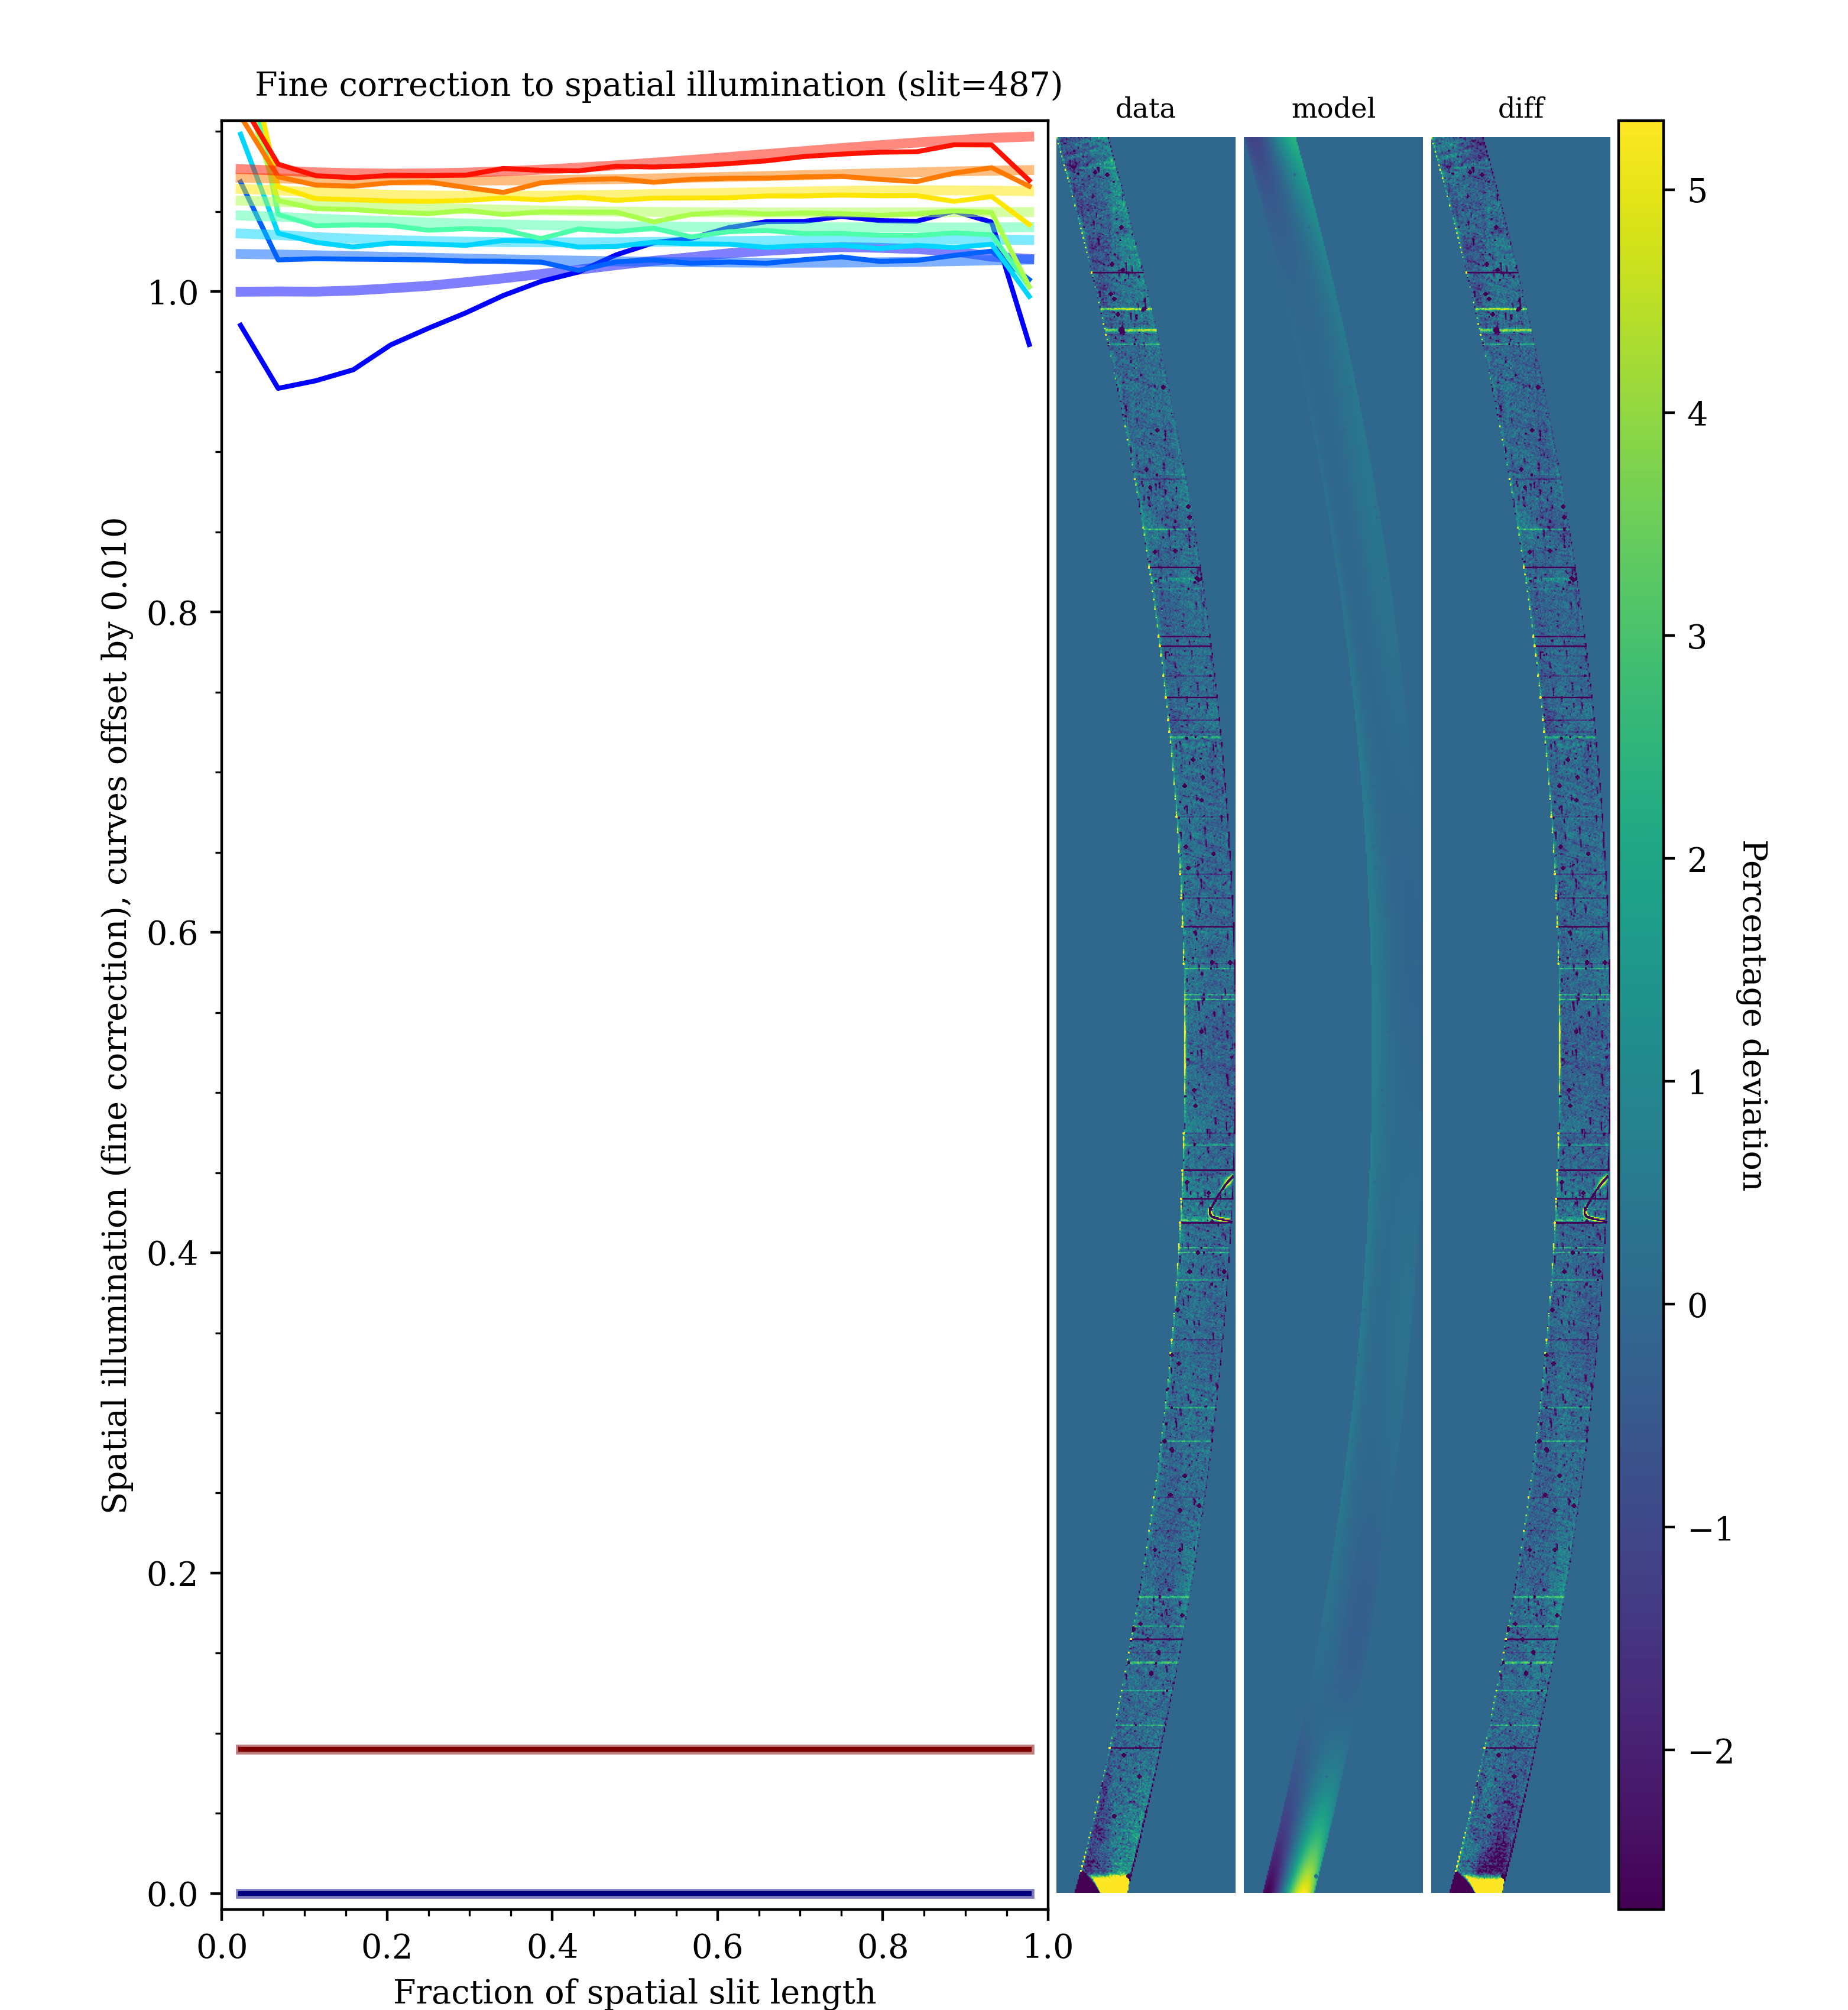 Fine correction to spatial illumination (slit=487)
data
model
diff
Spatial illumination (fine correction), curves offset by 0.010
1.0
0.8
0.6
0.4
0.2
0.0
0.0
0.2
0.4
0.6
0.8
1.0
Fraction of spatial slit length
5
4
3
2
1
0
−1
−2
Percentage deviation